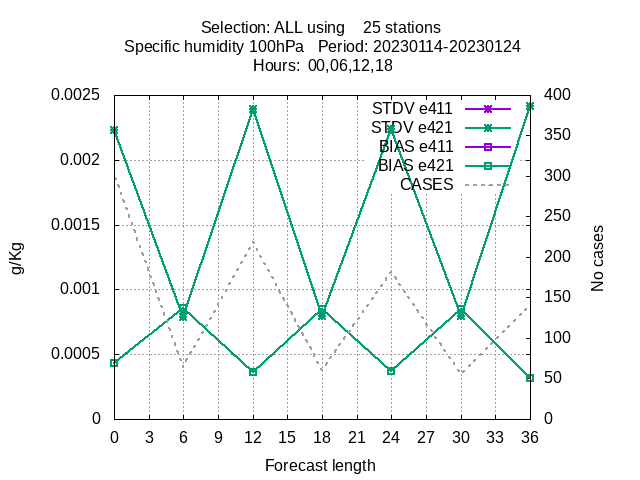 Selection: ALL using    25 stations
Specific humidity 100hPa   Period: 20230114-20230124
Hours:  00,06,12,18
STDV e411
STDV e421
BIAS e411
BIAS e421
CASES
0.0025
0.002
0.0015
0.001
0.0005
0
g/Kg
400
350
300
250
200
150
100
50
0
No cases
0 3 6 9 12 15 18 21 24 27 30 33 36
Forecast length